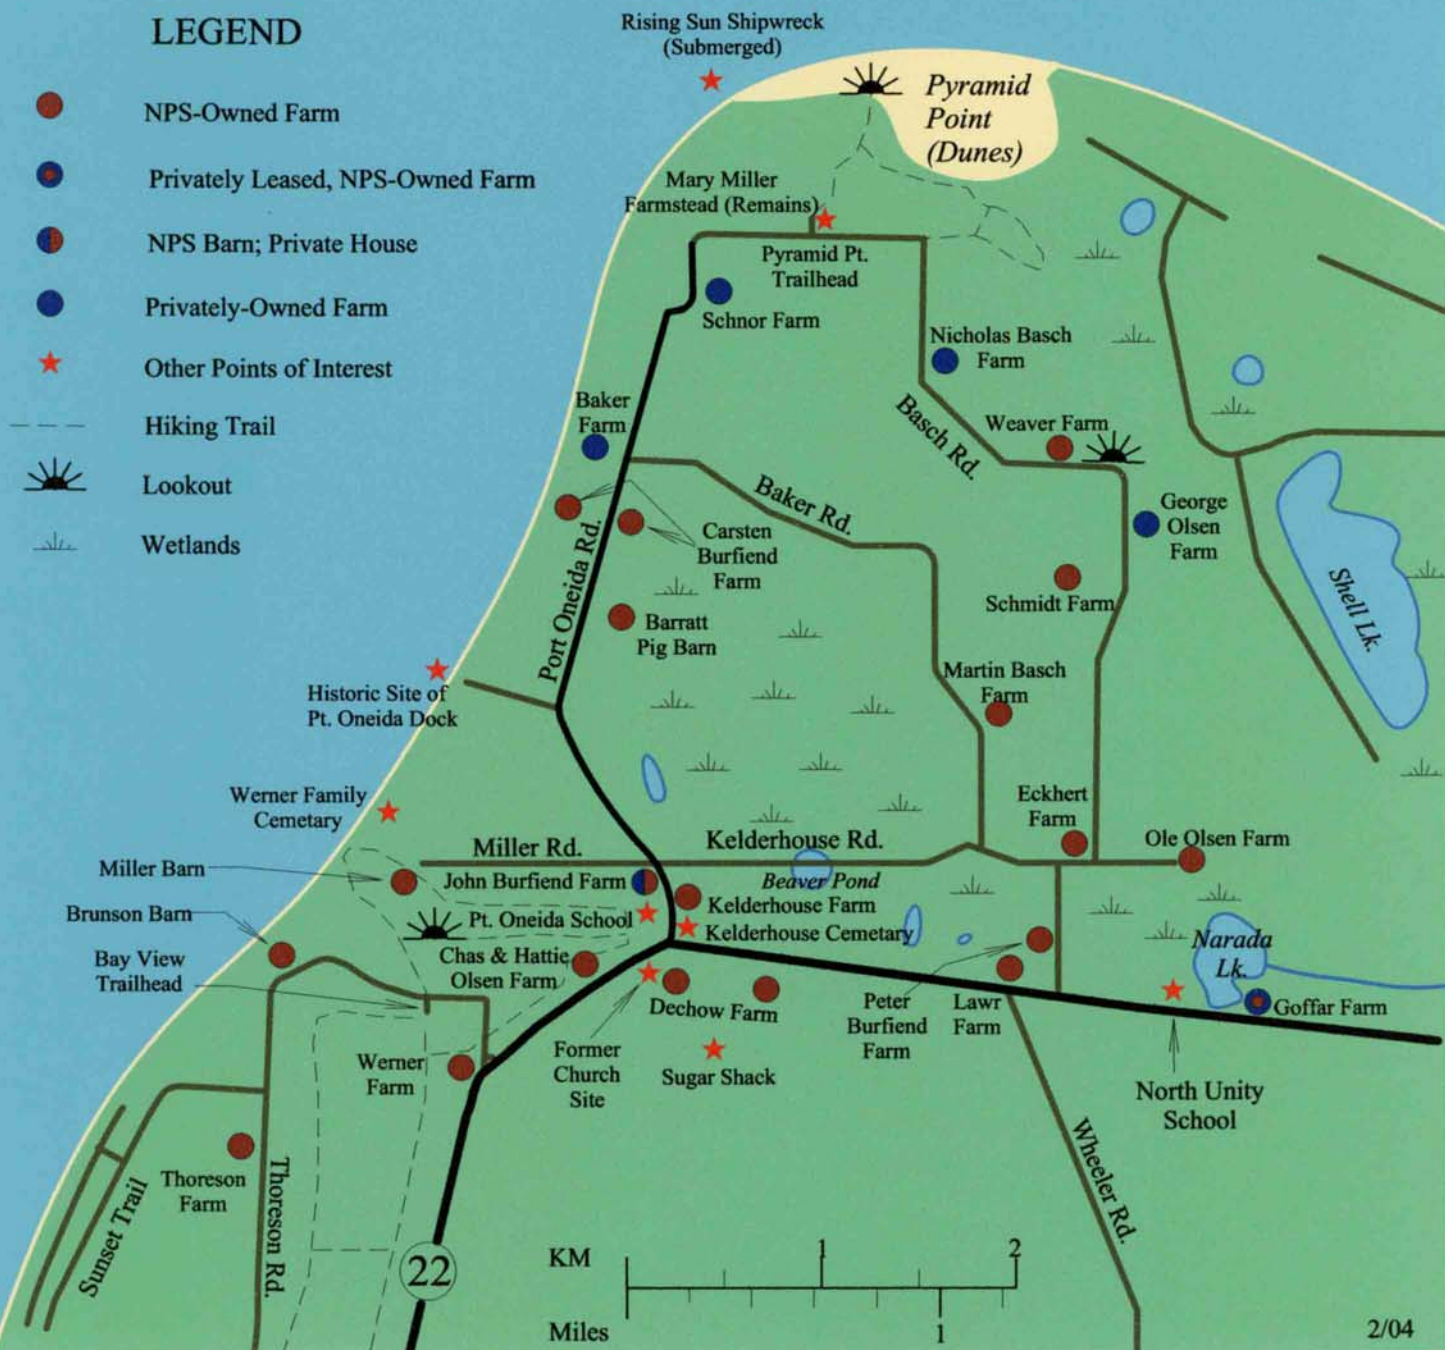 LEGEND
NPS-Owned Farm
Privately Leased, NPS-Owned Farm
NPS Barn; Private House
Privately-Owned Farm
Other Points of Interest
Hiking Trail
Lookout
Wetlands
Rising Sun Shipwreck
(Submerged)
Pyramid
Point
(Dunes)
Mary Miller
Farmstead (Remains)
Pyramid Pt.
Trailhead
Schnor Farm
Nicholas Basch
Farm
Baker
Farm
Basch Rd.
Weaver Farm
Baker Rd.
George
Olsen
Farm
Carsten
Burfiend
Farm
Port Oneida Rd.
Schmidt Farm
Shell Lk.
Barratt
Pig Barn
Martin Basch
Farm
Historic Site of
Pt. Oneida Dock
Werner Family
Cemetary
Eckhert
Farm
Miller Rd.
Kelderhouse Rd.
Ole Olsen Farm
Miller Barn
John Burfiend Farm
Beaver Pond
Kelderhouse Farm
Brunson Barn
Pt. Oneida School
Kelderhouse Cemetary
Narada
Lk.
Bay View
Trailhead
Chas & Hattie
Olsen Farm
Dechow Farm
Peter
Burfiend
Farm
Lawr
Farm
Goffar Farm
Werner
Farm
Former
Church
Site
Sugar Shack
North Unity
School
Thoreson
Farm
Sunset Trail
Thoreson Rd.
Wheeler Rd.
22
KM
1
2
Miles
1
2/04